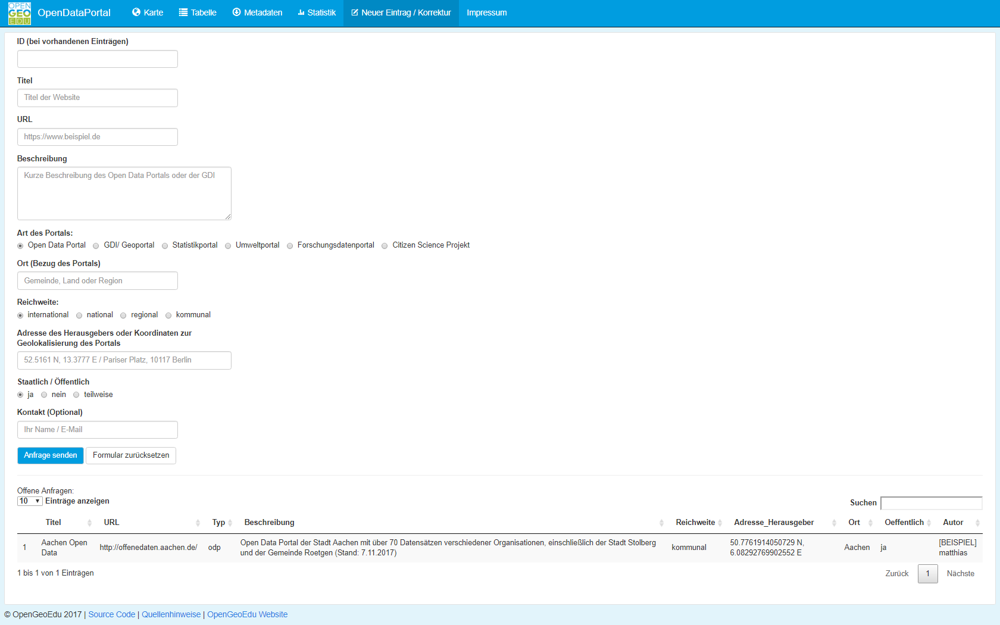 OPEN
GEO
EDU
OpenDataPortal
Karte
Tabelle
Metadaten
Statistik
Neuer Eintrag / Korrektur
Impressum
ID (bei vorhandenen Einträgen)
Titel
Titel der Website
URL
https://www.beispiel.de
Beschreibung
Kurze Beschreibung des Open Data Portals oder der GDI
Art des Portals:
Open Data Portal GDI/ Geoportal Statistikportal Umweltportal Forschungsdatenportal Citizen Science Projekt
Ort (Bezug des Portals)
Gemeinde, Land oder Region
Reichweite:
international national regional kommunal
Adresse des Herausgebers oder Koordinaten zur
Geolokalisierung des Portals
52.5161 N, 13.3777 E / Pariser Platz, 10117 Berlin
Staatlich / Öffentlich
ja nein teilweise
Kontakt (Optional)
Ihr Name / E-Mail
Anfrage senden Formular zurücksetzen
Offene Anfragen:
10 Einträge anzeigen
Suchen
Titel URL Typ Beschreibung Reichweite Adresse_Herausgeber Ort Oeffentlich Autor
1
Aachen Open
Data
http://offenedaten.aachen.de/
odp
Open Data Portal der Stadt Aachen mit über 70 Datensätzen verschiedener Organisationen, einschließlich der Stadt Stolberg
und der Gemeinde Roetgen (Stand: 7.11.2017)
kommunal
50.7761914050729 N,
6.08292769902552 E
Aachen
ja
[BEISPIEL]
matthias
1 bis 1 von 1 Einträgen
Zurück 1 Nächste
© OpenGeoEdu 2017 | Source Code | Quellenhinweise | OpenGeoEdu Website